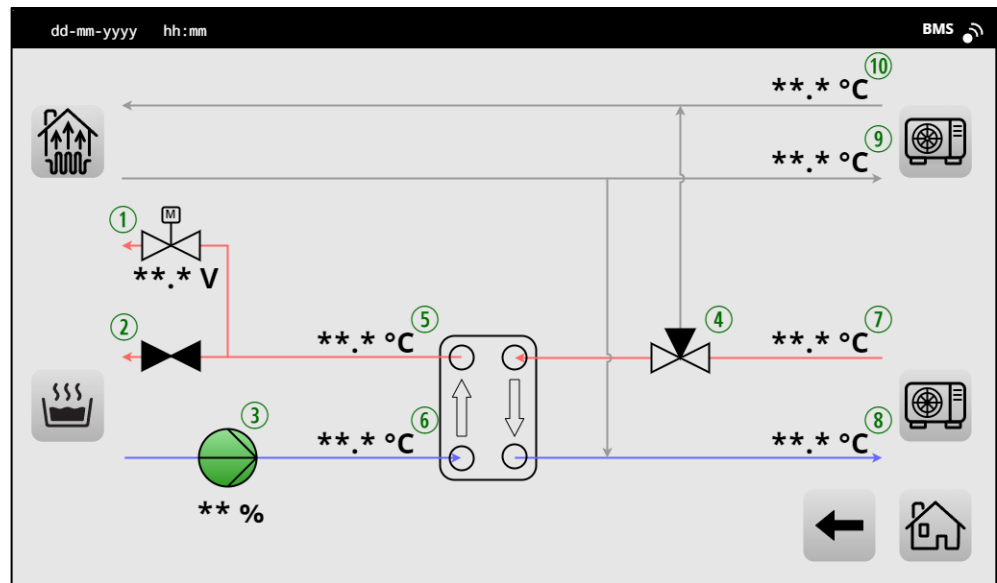 dd-mm-yyyy hh:mm BMS
10
**.* °C
9
**.* °C
1 M
**.* V
2 **.* °C 5 4 **.* °C 7
3 **.* °C 6 **.* °C 8
** %